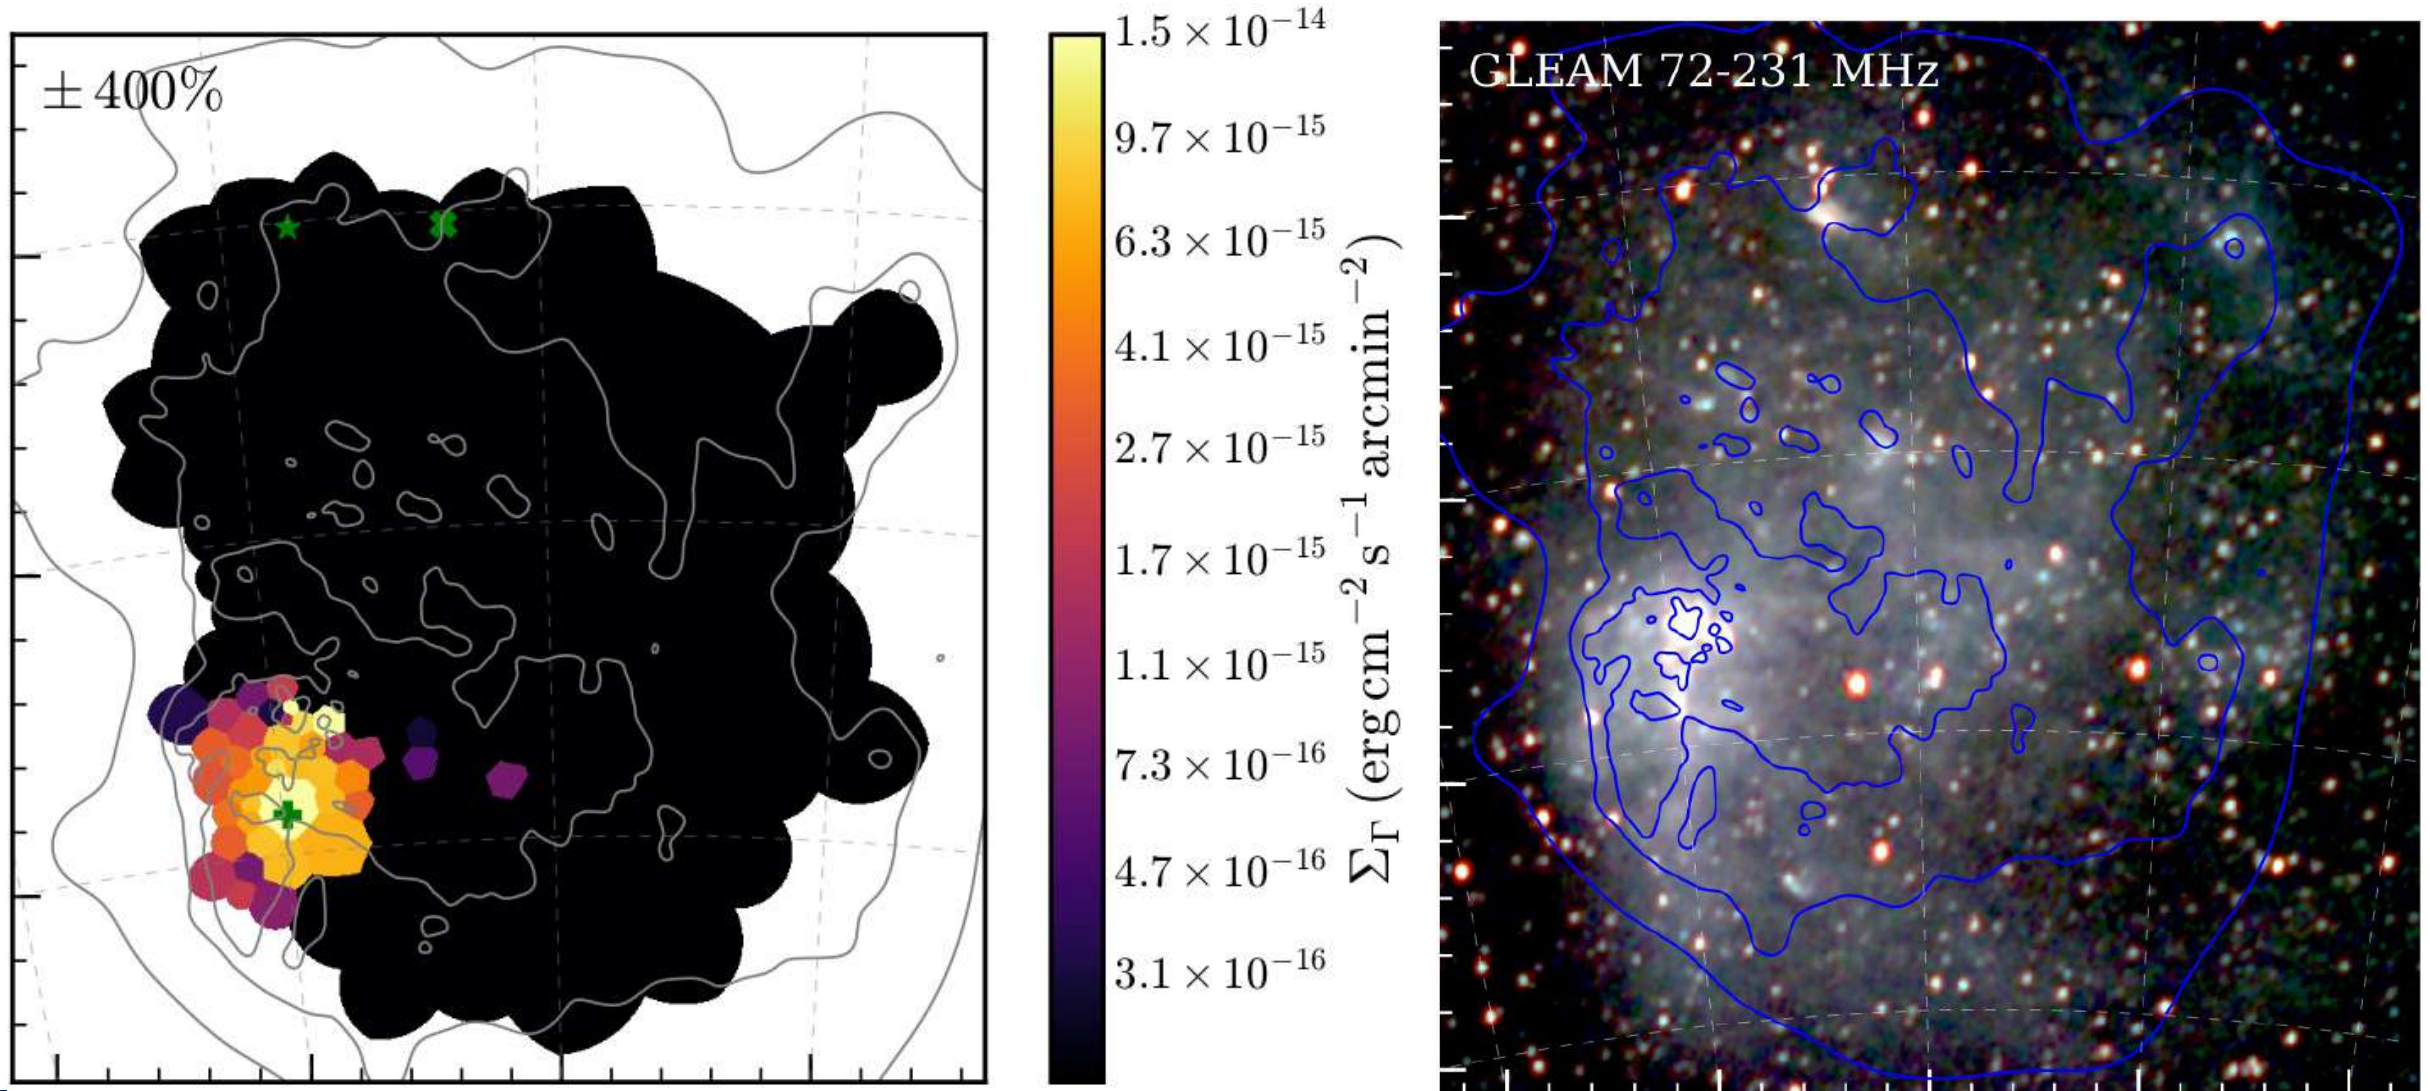 ± 400%
1.5 × 10⁻¹⁴
9.7 × 10⁻¹⁵
6.3 × 10⁻¹⁵
4.1 × 10⁻¹⁵
2.7 × 10⁻¹⁵
1.7 × 10⁻¹⁵
1.1 × 10⁻¹⁵
7.3 × 10⁻¹⁶
4.7 × 10⁻¹⁶
3.1 × 10⁻¹⁶
Σ_Γ (erg cm⁻² s⁻¹ arcmin⁻²)
GLEAM 72-231 MHz